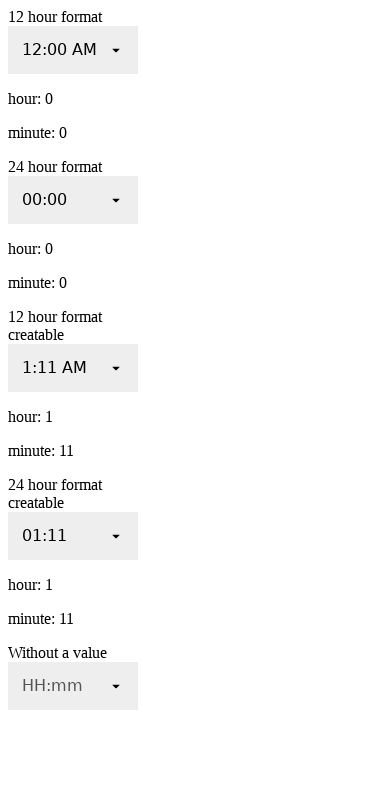 12 hour format
12:00 AM
hour: 0
minute: 0
24 hour format
00:00
hour: 0
minute: 0
12 hour format
creatable
1:11 AM
hour: 1
minute: 11
24 hour format
creatable
01:11
hour: 1
minute: 11
Without a value
HH:mm